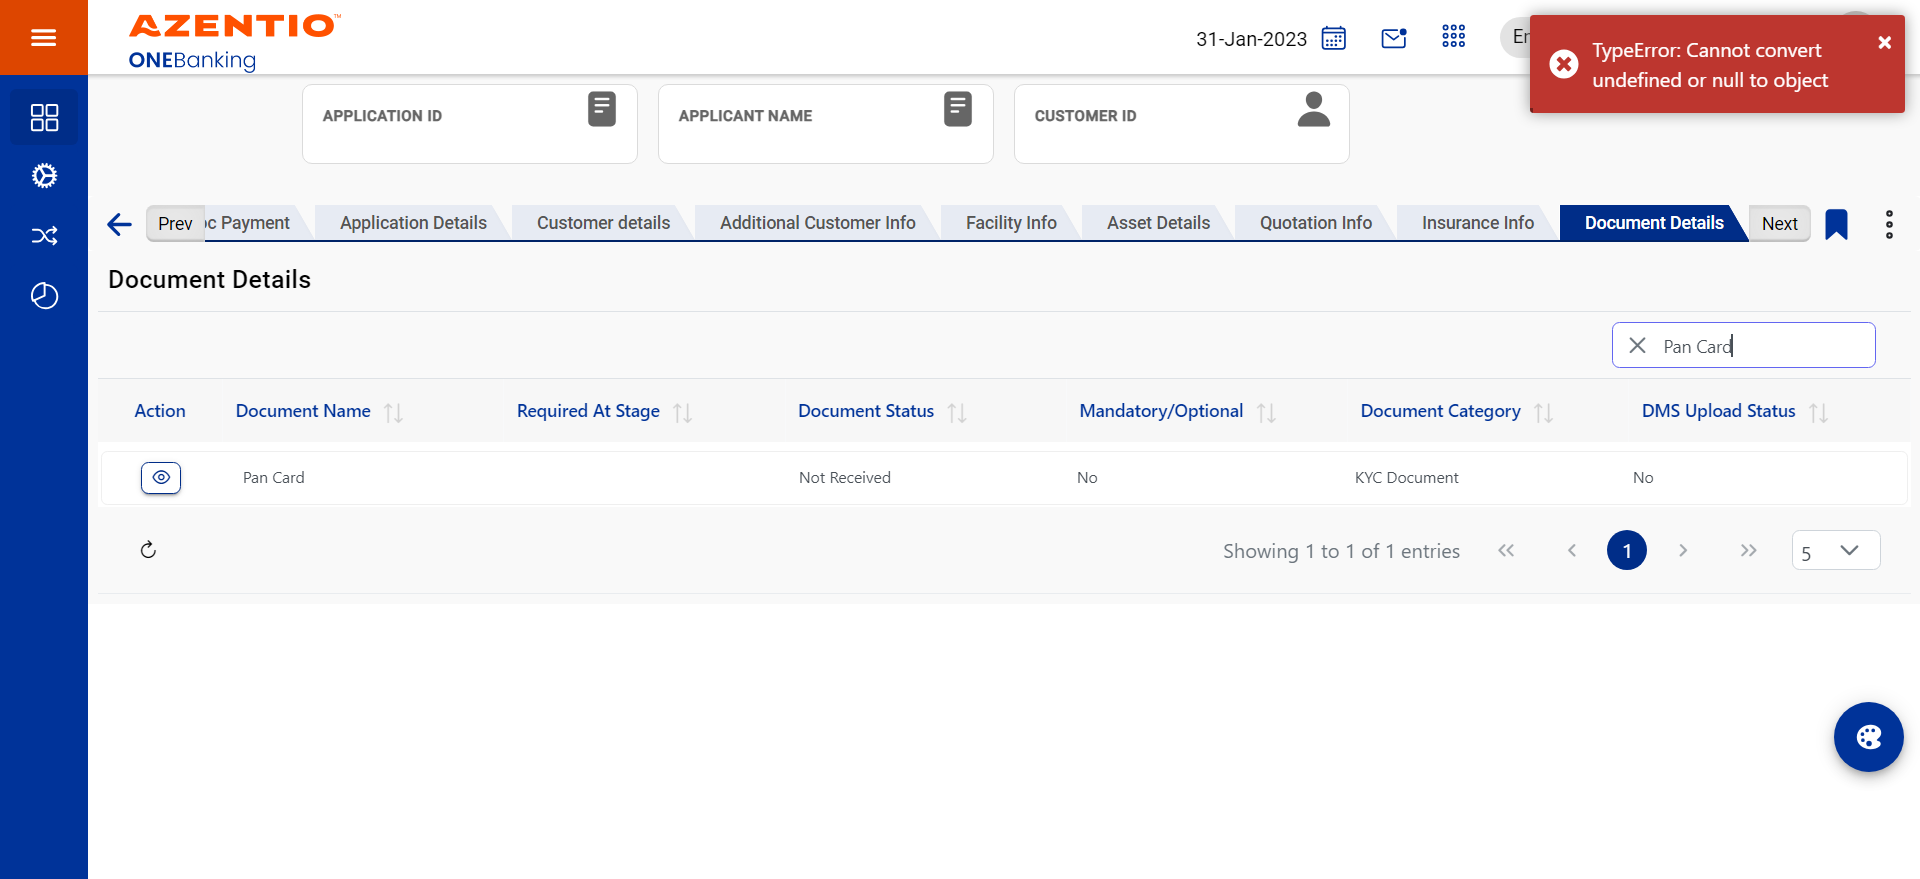 AZENTIO™
ONEBanking
31-Jan-2023
TypeError: Cannot convert
undefined or null to object
APPLICATION ID
APPLICANT NAME
CUSTOMER ID
Prev
Payment
Application Details
Customer details
Additional Customer Info
Facility Info
Asset Details
Quotation Info
Insurance Info
Document Details
Next
Document Details
Pan Card
Action
Document Name
Required At Stage
Document Status
Mandatory/Optional
Document Category
DMS Upload Status
Pan Card
Not Received
No
KYC Document
No
Showing 1 to 1 of 1 entries
1
5